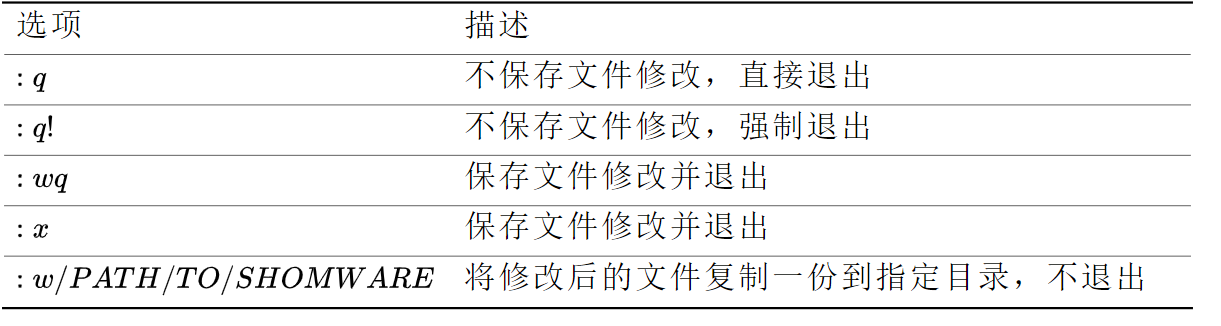 选项 描述
:q 不保存文件修改，直接退出
:q! 不保存文件修改，强制退出
:wq 保存文件修改并退出
:x 保存文件修改并退出
:w/PATH/TO/SHOMWARE 将修改后的文件复制一份到指定目录，不退出